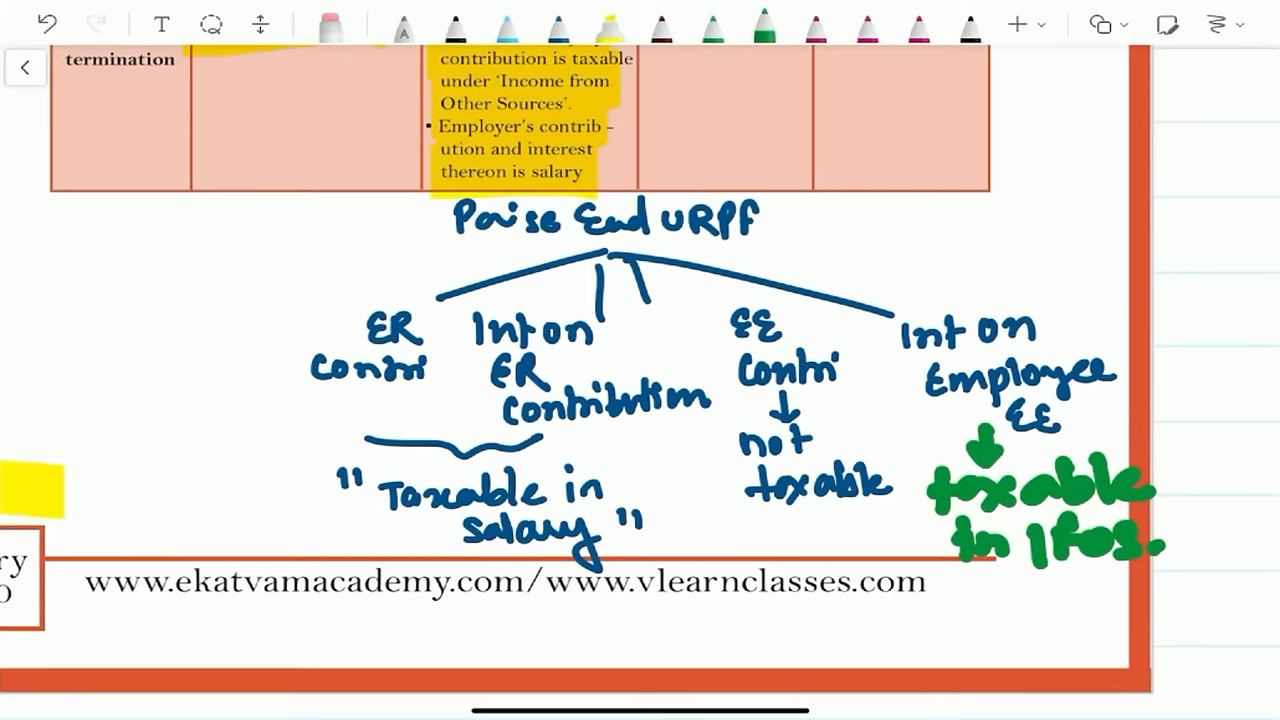 termination
contribution is taxable
under ‘Income from
Other Sources’.
• Employer’s contrib -
ution and interest
thereon is salary
End URPF
ER
Contri
Int on
ER
Contribution
EE
Contri
not
taxable
Int on
Employee
EE
taxable
in IFOS.
" Taxable in
salary "
ry
O
www.ekatvamacademy.com/www.vlearnclasses.com
T
A